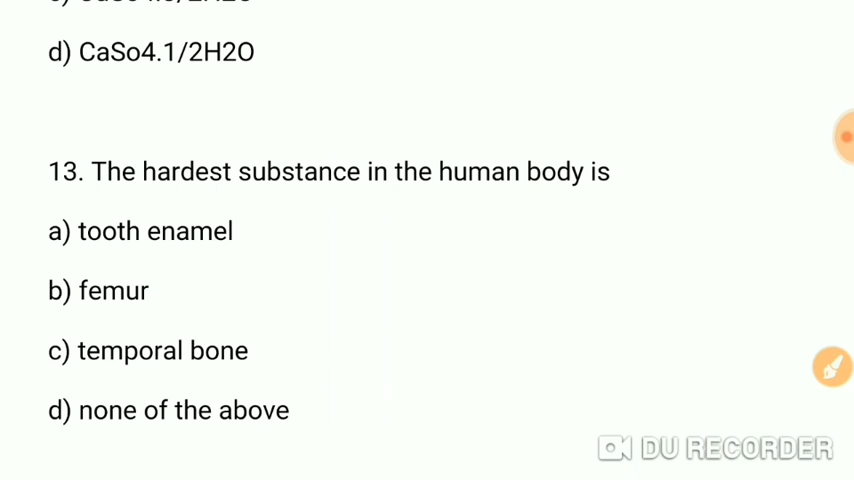 d) CaSo4.1/2H2O
13. The hardest substance in the human body is
a) tooth enamel
b) femur
c) temporal bone
d) none of the above
DU RECORDER